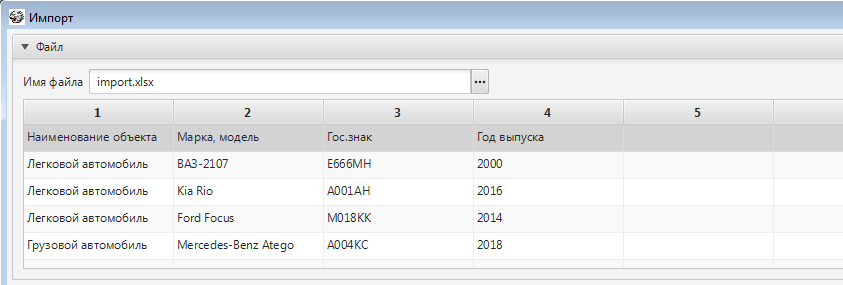 Импорт
Файл
Имя файла import.xlsx ...
1 2 3 4 5
Наименование объекта Марка, модель Гос.знак Год выпуска
Легковой автомобиль ВАЗ-2107 Е666МН 2000
Легковой автомобиль Kia Rio А001АН 2016
Легковой автомобиль Ford Focus М018КК 2014
Грузовой автомобиль Mercedes-Benz Atego А004КС 2018